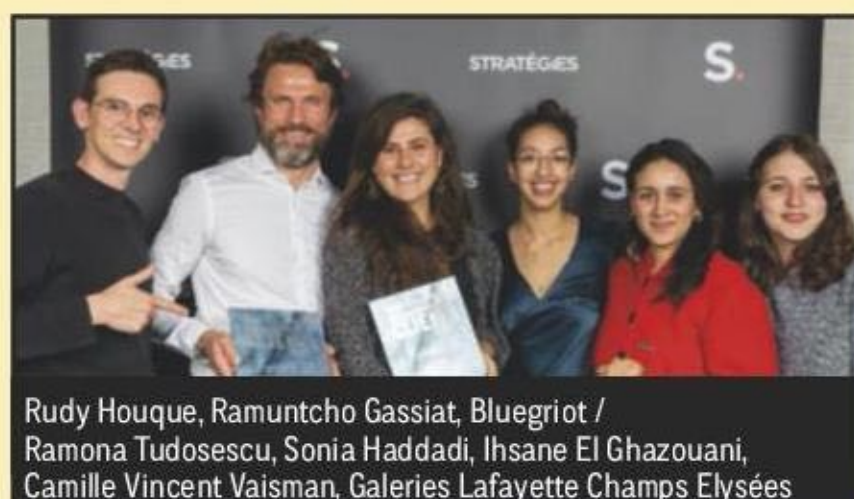 STRATÉGIES
S.
STRATÉGIES
S.
S
Rudy Houque, Ramuntcho Gassiat, Bluegriot /
Ramona Tudosescu, Sonia Haddadi, Ihsane El Ghazouani,
Camille Vincent Vaisman, Galeries Lafayette Champs Elysées